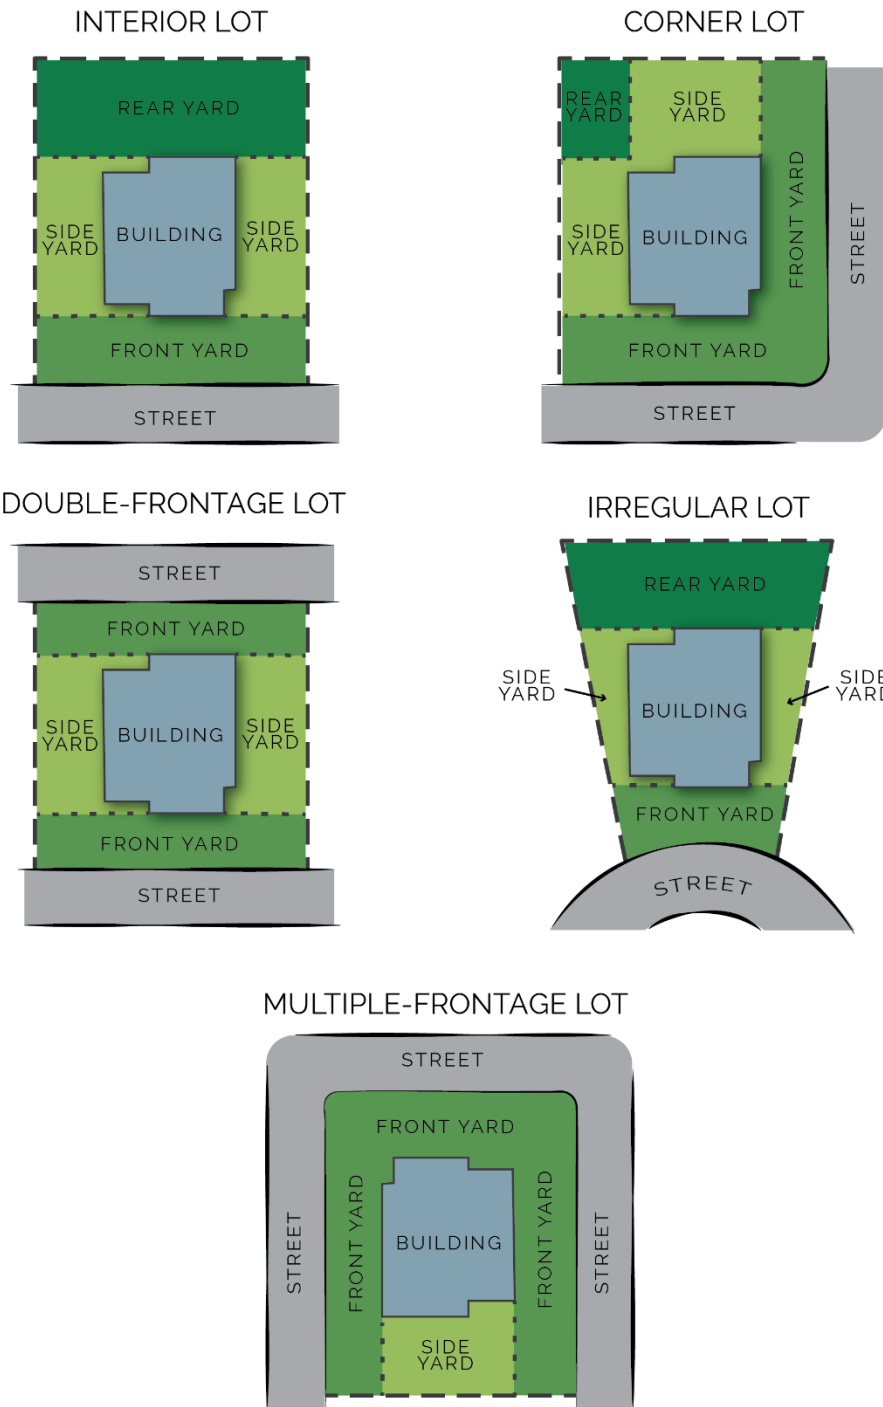 INTERIOR LOT
REAR YARD
SIDE
YARD
BUILDING
SIDE
YARD
FRONT YARD
STREET
CORNER LOT
REAR
YARD
SIDE
YARD
SIDE
YARD
BUILDING
FRONT YARD
STREET
FRONT YARD
STREET
DOUBLE-FRONTAGE LOT
STREET
FRONT YARD
SIDE
YARD
BUILDING
SIDE
YARD
FRONT YARD
STREET
IRREGULAR LOT
REAR YARD
SIDE
YARD
BUILDING
SIDE
YARD
FRONT YARD
STREET
MULTIPLE-FRONTAGE LOT
STREET
FRONT YARD
STREET
FRONT YARD
BUILDING
FRONT YARD
STREET
SIDE
YARD